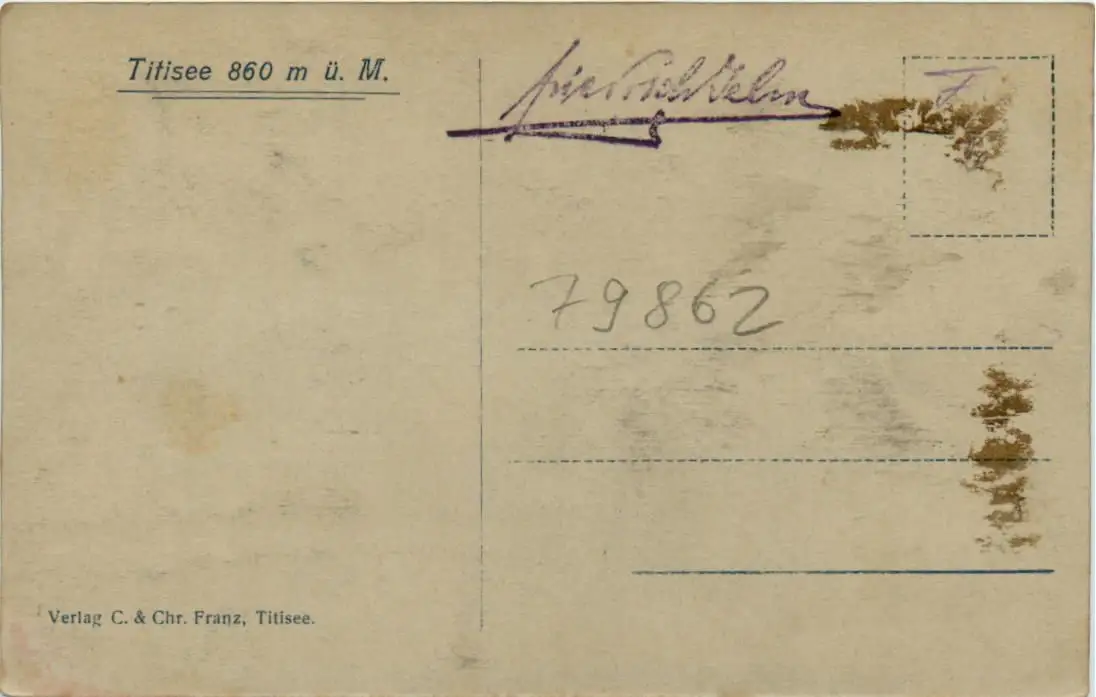 Titisee 860 m ü. M.
F.
79862
Verlag C. & Chr. Franz, Titisee.